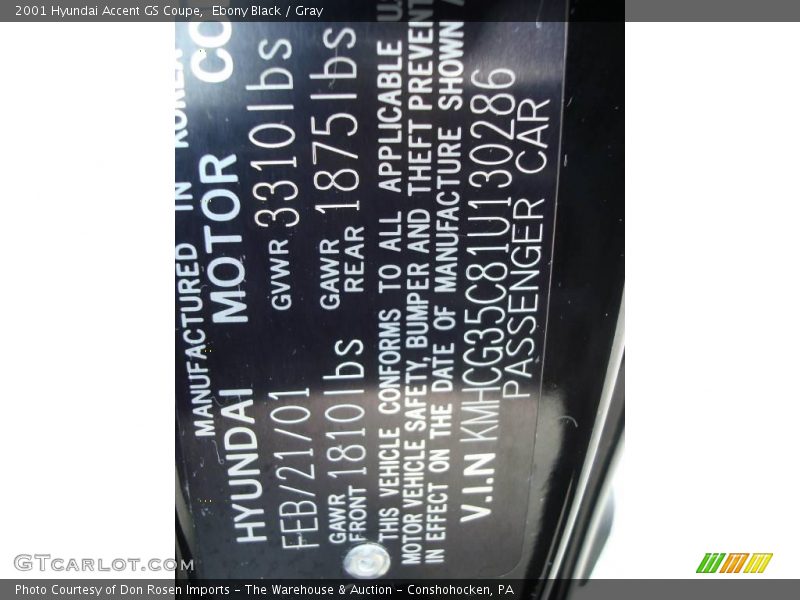 2001 Hyundai Accent GS Coupe,  Ebony Black / Gray
MANUFACTURED IN KOREA
HYUNDAI MOTOR CO
FEB/21/01 GVWR 3310lbs
GAWR FRONT 1810lbs GAWR REAR 1875lbs
THIS VEHICLE CONFORMS TO ALL APPLICABLE
MOTOR VEHICLE SAFETY, BUMPER AND THEFT PREVENT
IN EFFECT ON THE DATE OF MANUFACTURE SHOWN
V.I.N KMHCG35C81U130286
PASSENGER CAR
GTCarLot.com
Photo Courtesy of Don Rosen Imports - The Warehouse & Auction - Conshohocken, PA